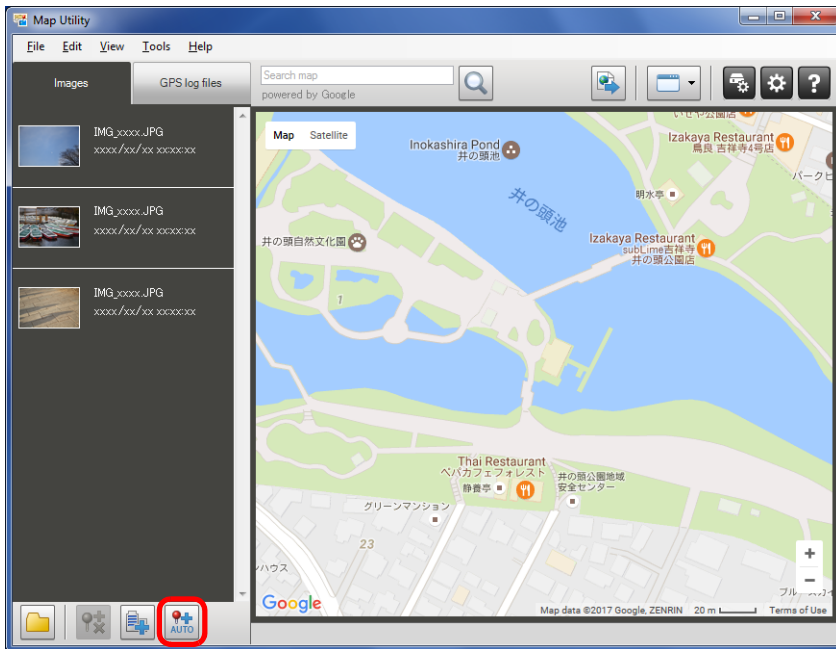 Map Utility
File Edit View Tools Help
Images
GPS log files
Search map
powered by Google
?
IMG_xxxx.JPG
xxxx/xx/xx xx:xx:xx
IMG_xxxx.JPG
xxxx/xx/xx xx:xx:xx
IMG_xxxx.JPG
xxxx/xx/xx xx:xx:xx
AUTO
Map Satellite
いせや公園店
Inokashira Pond
井の頭池
Izakaya Restaurant
鳥良 吉祥寺4号店
明水亭
井の頭池
井の頭自然文化園
Izakaya Restaurant
subLime吉祥寺
井の頭公園店
1
Thai Restaurant
ペパカフェフォレスト
静養亭
井の頭公園地域
安全センター
グリーンマンション
23
+
−
Google
Map data ©2017 Google, ZENRIN 20 m Terms of Use